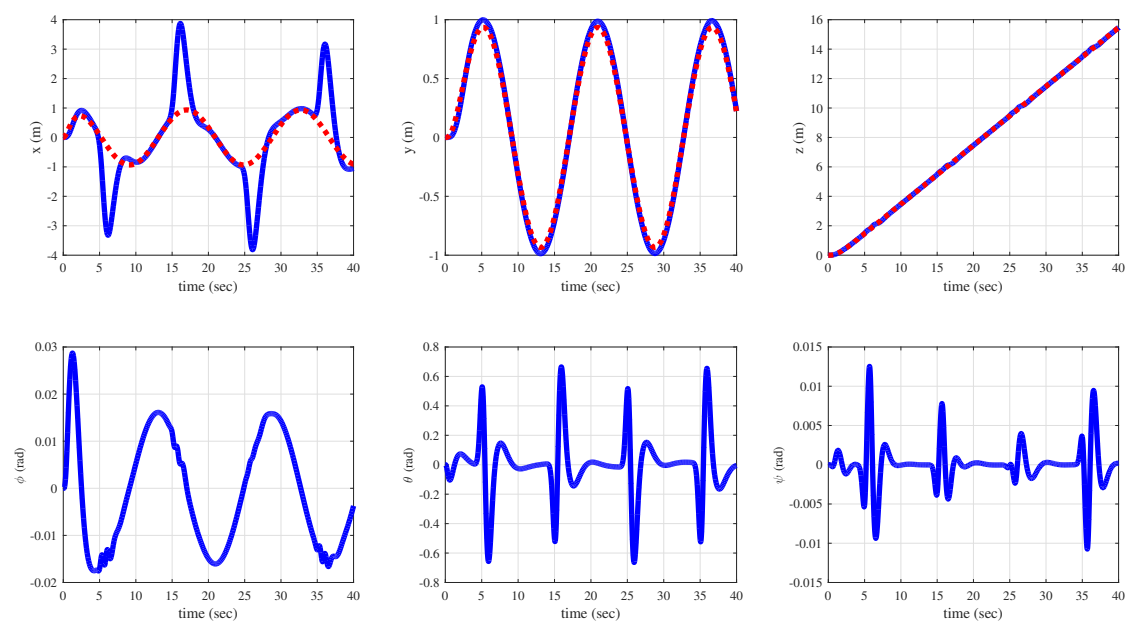 4
3
2
1
0
-1
-2
-3
-4
x (m)
0 5 10 15 20 25 30 35 40
time (sec)
1
0.5
0
-0.5
-1
y (m)
0 5 10 15 20 25 30 35 40
time (sec)
16
14
12
10
8
6
4
2
0
z (m)
0 5 10 15 20 25 30 35 40
time (sec)
0.03
0.02
0.01
0
-0.01
-0.02
ϕ (rad)
0 5 10 15 20 25 30 35 40
time (sec)
0.8
0.6
0.4
0.2
0
-0.2
-0.4
-0.6
-0.8
θ (rad)
0 5 10 15 20 25 30 35 40
time (sec)
0.015
0.01
0.005
0
-0.005
-0.01
-0.015
ψ (rad)
0 5 10 15 20 25 30 35 40
time (sec)